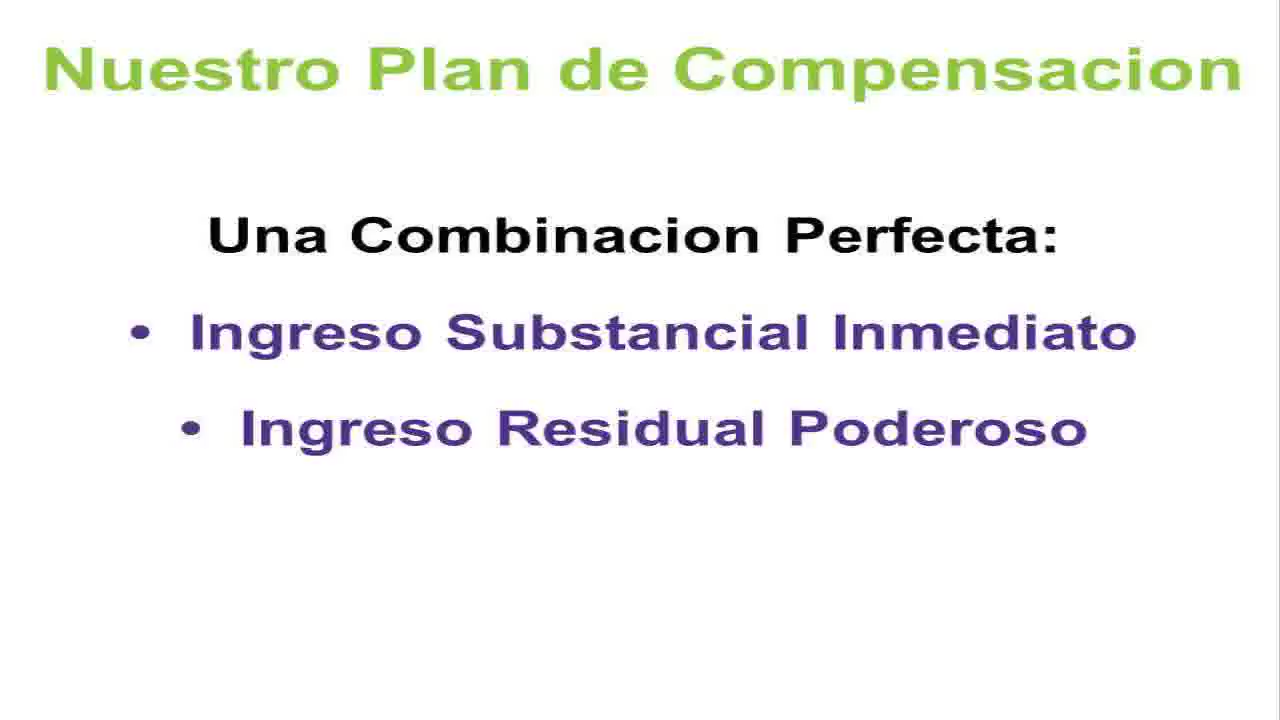 Nuestro Plan de Compensacion
Una Combinacion Perfecta:
• Ingreso Substancial Inmediato
• Ingreso Residual Poderoso